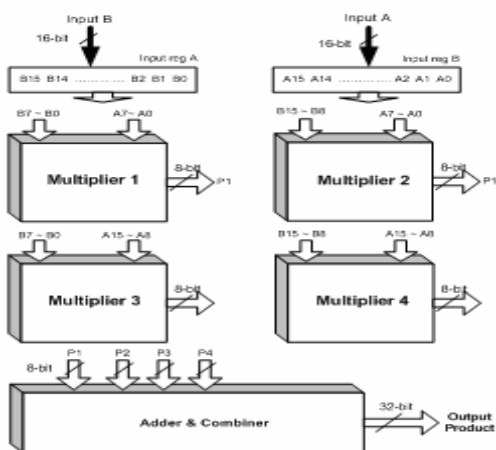 Input B
Input A
16-bit
16-bit
Input reg A
Input reg B
B15 B14 .............. B2 B1 B0
A15 A14 .................. A2 A1 A0
B7 ~ B0
A7~ A0
B15 ~ B8
A7 ~ A0
Multiplier 1
8-bit
P1
Multiplier 2
8-bit
P1
B7 ~ B0
A15 ~ A8
B15 ~ B8
A15 ~ A8
Multiplier 3
8-bit
Multiplier 4
8-bit
8-bit
P1
P2
P3
P4
Adder & Combiner
32-bit
Output
Product